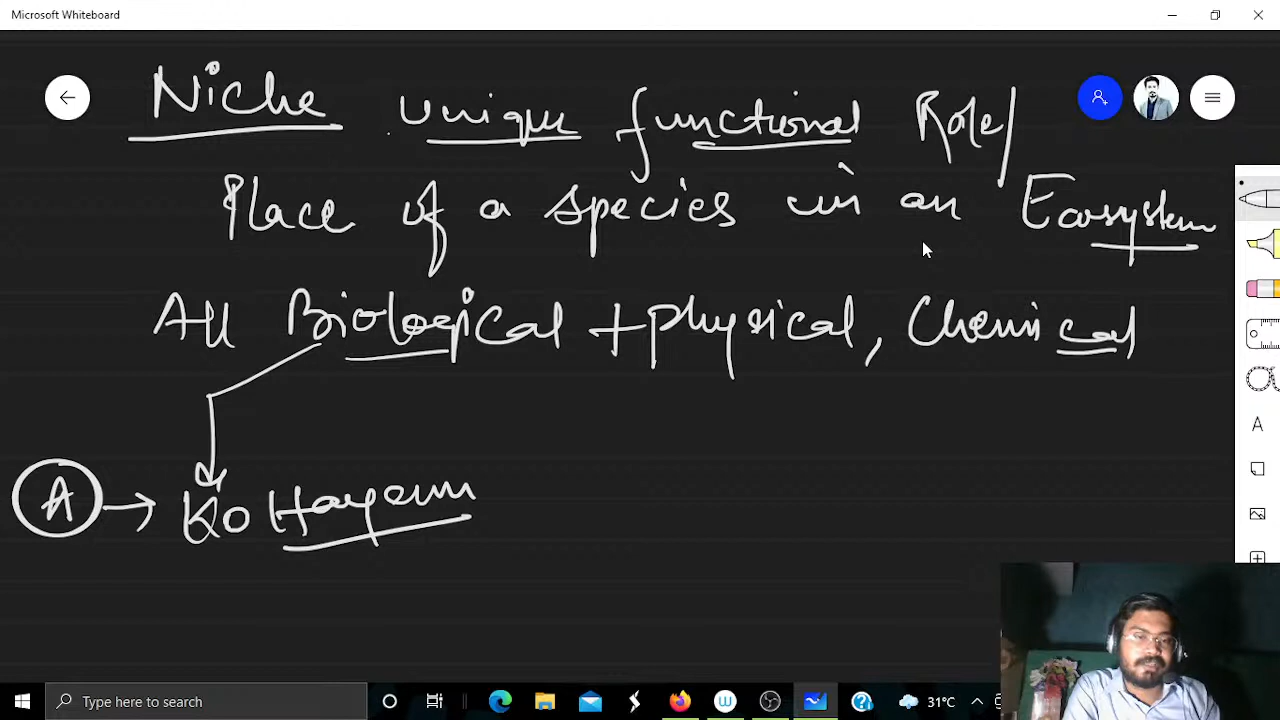 Microsoft Whiteboard
Niche unique functional Role/
Place of a species in an Ecosystem
All Biological + physical, Chemical
A → Ko
A
Type here to search
31°C